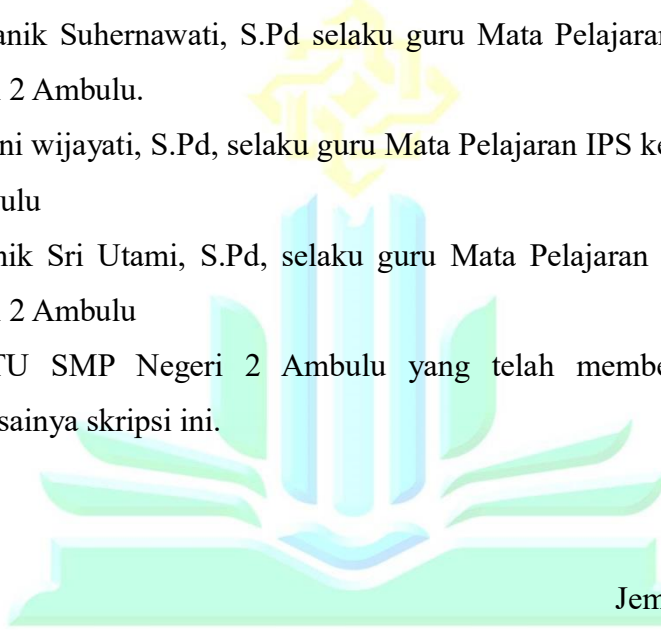 anik Suhernawati, S.Pd selaku guru Mata Pelajaran
2 Ambulu.
ni wijayati, S.Pd, selaku guru Mata Pelajaran IPS ke
ulu
nik Sri Utami, S.Pd, selaku guru Mata Pelajaran
2 Ambulu
TU SMP Negeri 2 Ambulu yang telah membe
sainya skripsi ini.
Jem